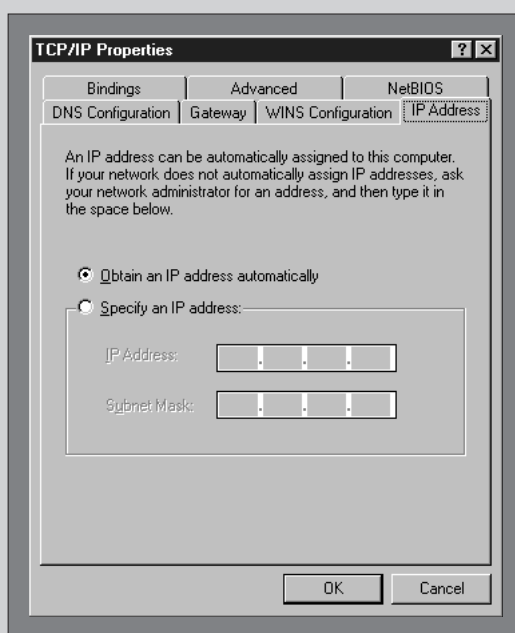 TCP/IP Properties
Bindings
Advanced
NetBIOS
DNS Configuration
Gateway
WINS Configuration
IP Address
An IP address can be automatically assigned to this computer.
If your network does not automatically assign IP addresses, ask
your network administrator for an address, and then type it in
the space below.
Obtain an IP address automatically
Specify an IP address:
IP Address:
. . .
Subnet Mask:
. . .
OK
Cancel